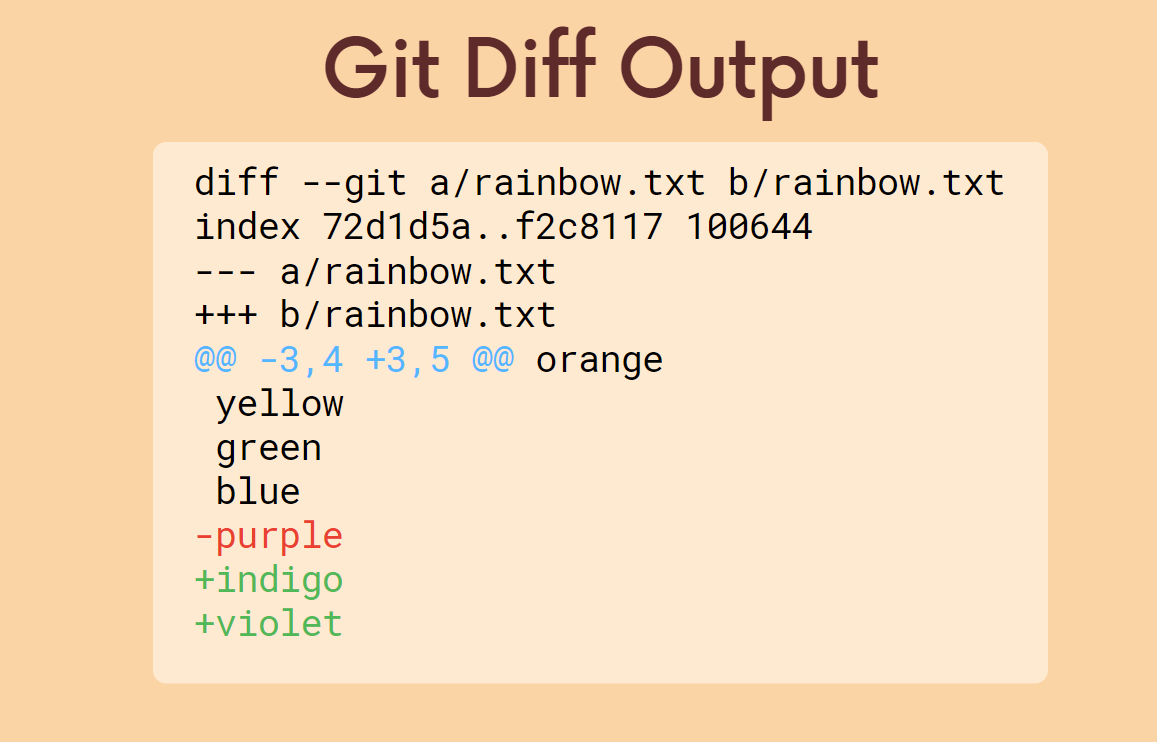 Git Diff Output
diff --git a/rainbow.txt b/rainbow.txt
index 72d1d5a..f2c8117 100644
--- a/rainbow.txt
+++ b/rainbow.txt
@@ -3,4 +3,5 @@ orange
 yellow
 green
 blue
-purple
+indigo
+violet